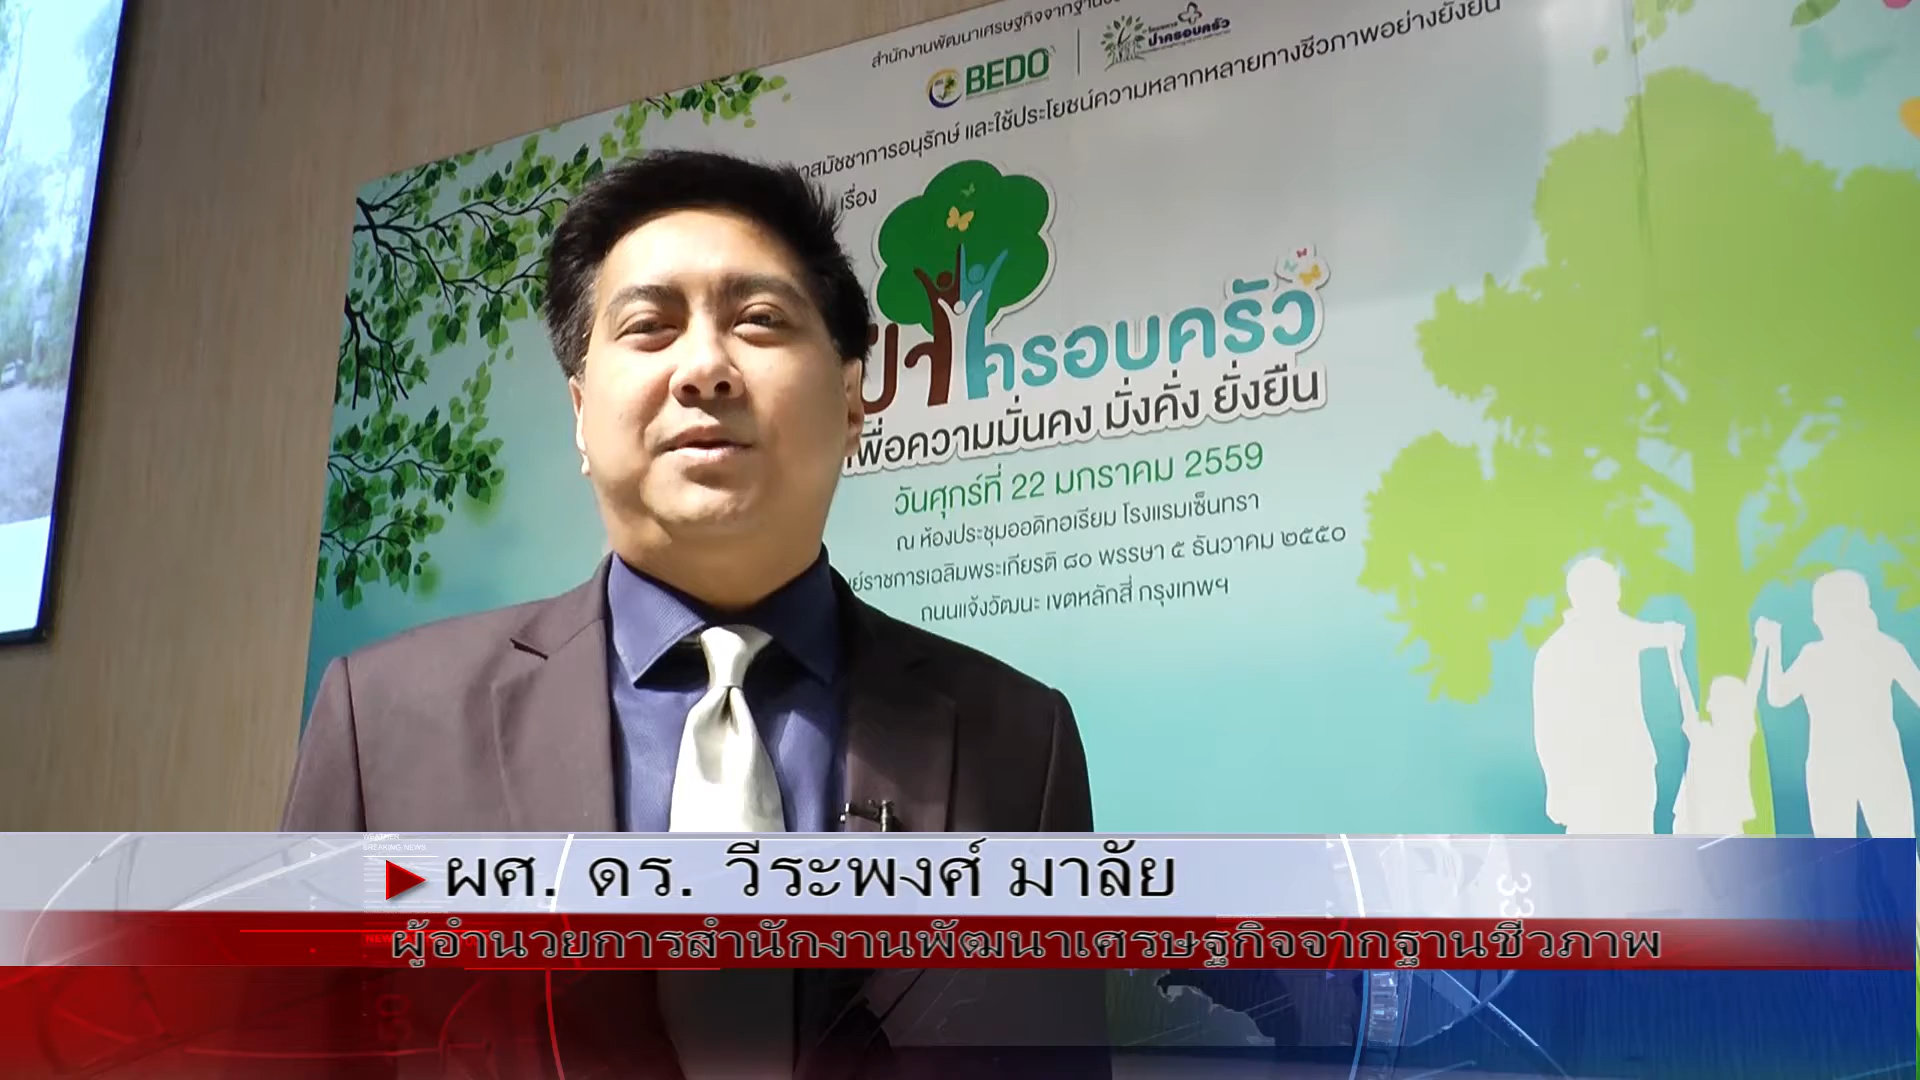 สำนักงานพัฒนาเศรษฐกิจจากฐาน
BEDO
ป่าครอบครัว
สมัชชาการอนุรักษ์ และใช้ประโยชน์ความหลากหลายทางชีวภาพอย่างยั่งยืน
เรื่อง
ป่าครอบครัว
เพื่อความมั่นคง มั่งคั่ง ยั่งยืน
วันศุกร์ที่ 22 มกราคม 2559
ณ ห้องประชุมออดิทอเรียม โรงแรมเซ็นทรา
ราชการเฉลิมพระเกียรติ ๘๐ พรรษา ๕ ธันวาคม ๒๕๕๐
ถนนแจ้งวัฒนะ เขตหลักสี่ กรุงเทพฯ
WEATHER
BREAKING NEWS
ผศ. ดร. วีระพงศ์ มาลัย
ผู้อำนวยการสำนักงานพัฒนาเศรษฐกิจจากฐานชีวภาพ